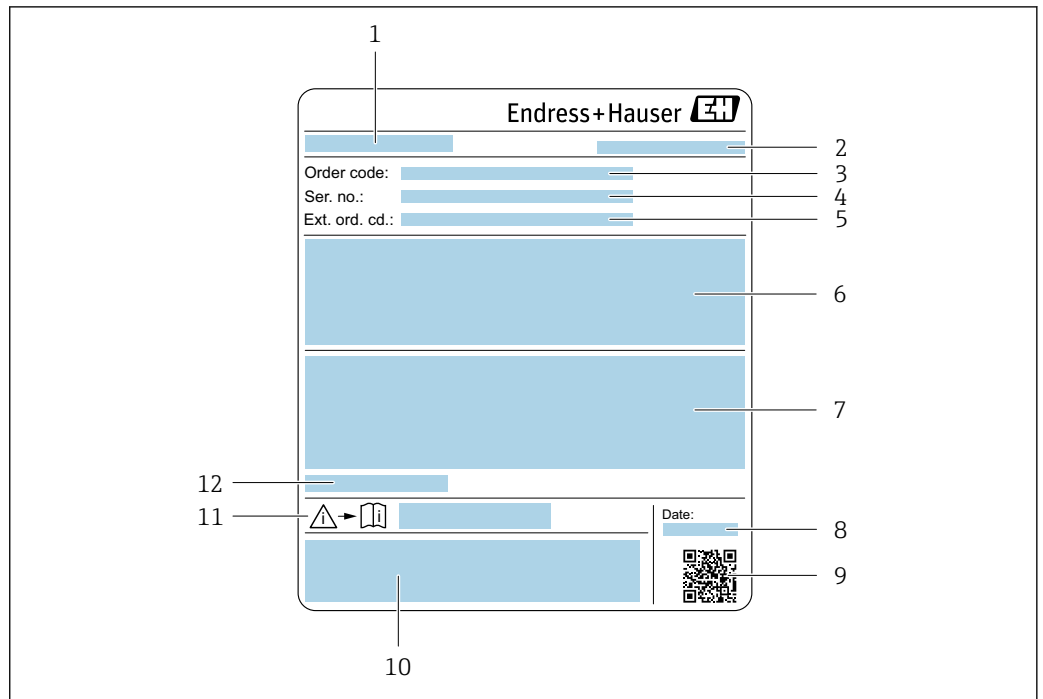 1
Endress+Hauser EH
2
Order code:
3
Ser. no.:
4
Ext. ord. cd.:
5
6
7
12
11
i
i
Date:
8
9
10